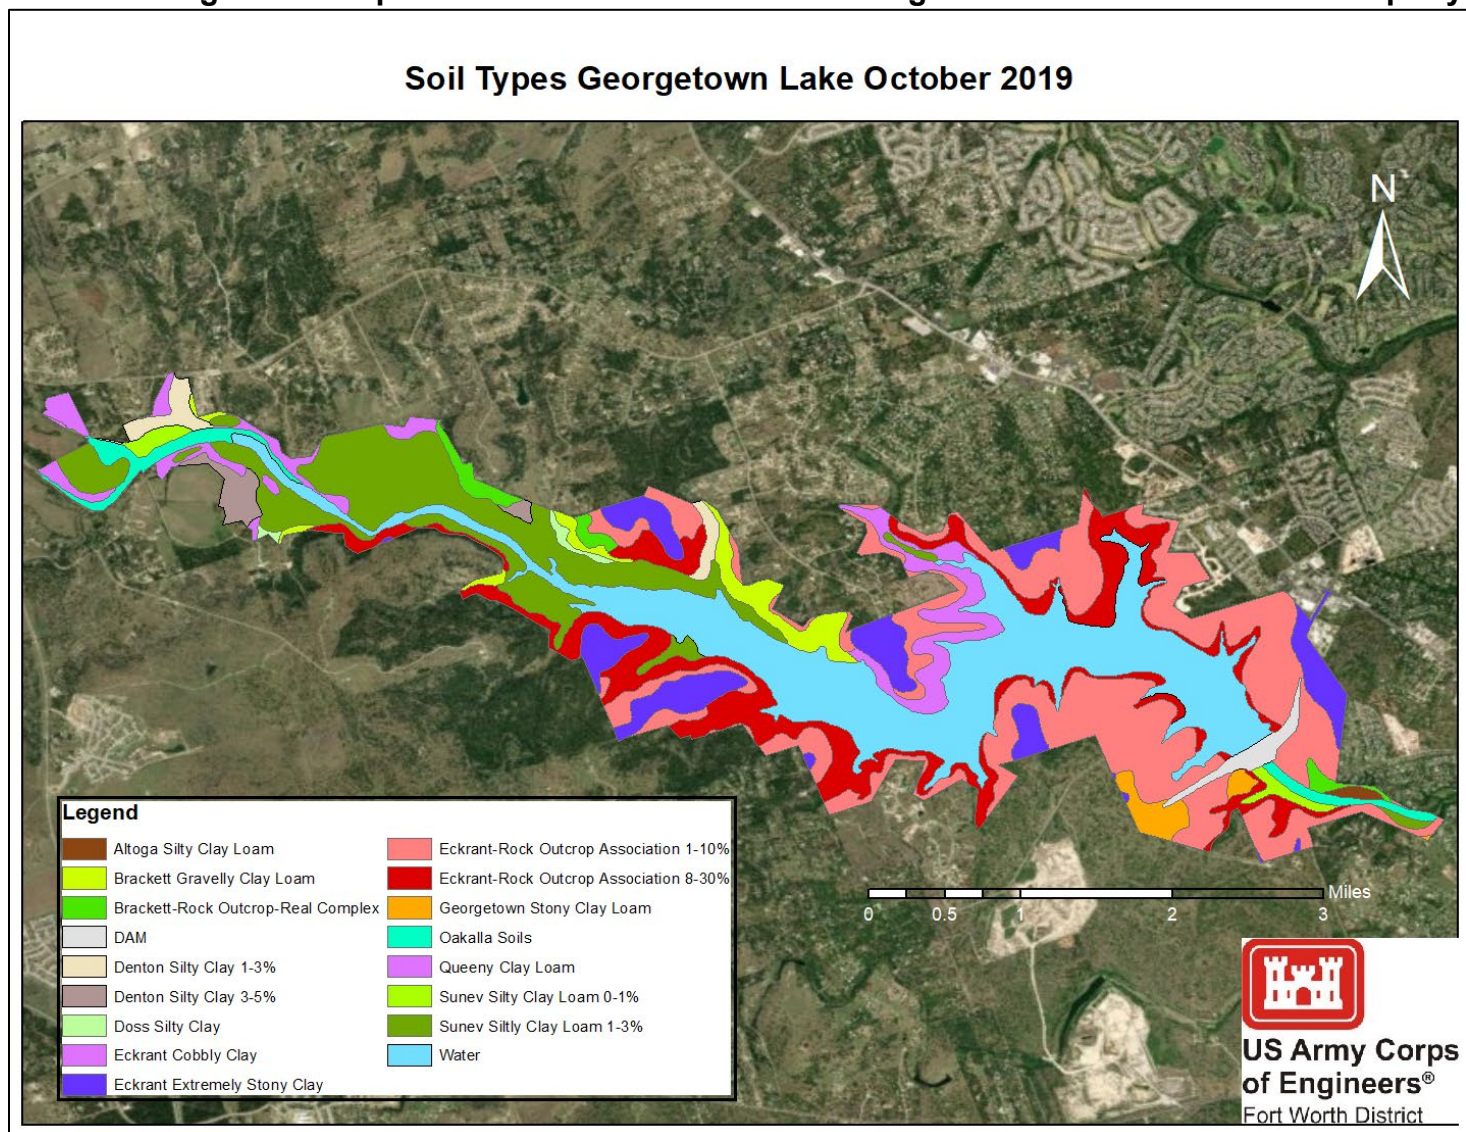 Soil Types Georgetown Lake October 2019
N
Legend
Altoga Silty Clay Loam
Brackett Gravelly Clay Loam
Brackett-Rock Outcrop-Real Complex
DAM
Denton Silty Clay 1-3%
Denton Silty Clay 3-5%
Doss Silty Clay
Eckrant Cobbly Clay
Eckrant Extremely Stony Clay
Eckrant-Rock Outcrop Association 1-10%
Eckrant-Rock Outcrop Association 8-30%
Georgetown Stony Clay Loam
Oakalla Soils
Queeny Clay Loam
Sunev Silty Clay Loam 0-1%
Sunev Siltly Clay Loam 1-3%
Water
Miles
0 0.5 1 2 3
US Army Corps
of Engineers®
Fort Worth District